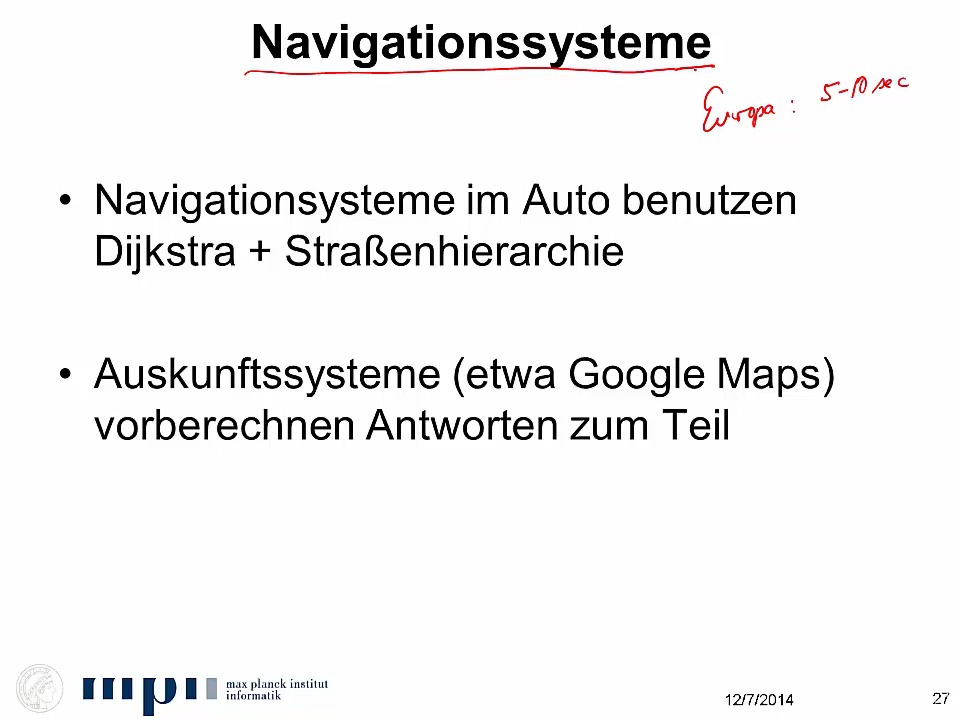 Navigationssysteme
Europa: 5-10 sec
• Navigationsysteme im Auto benutzen
Dijkstra + Straßenhierarchie
• Auskunftssysteme (etwa Google Maps)
vorberechnen Antworten zum Teil
max planck institut
informatik
12/7/2014
27